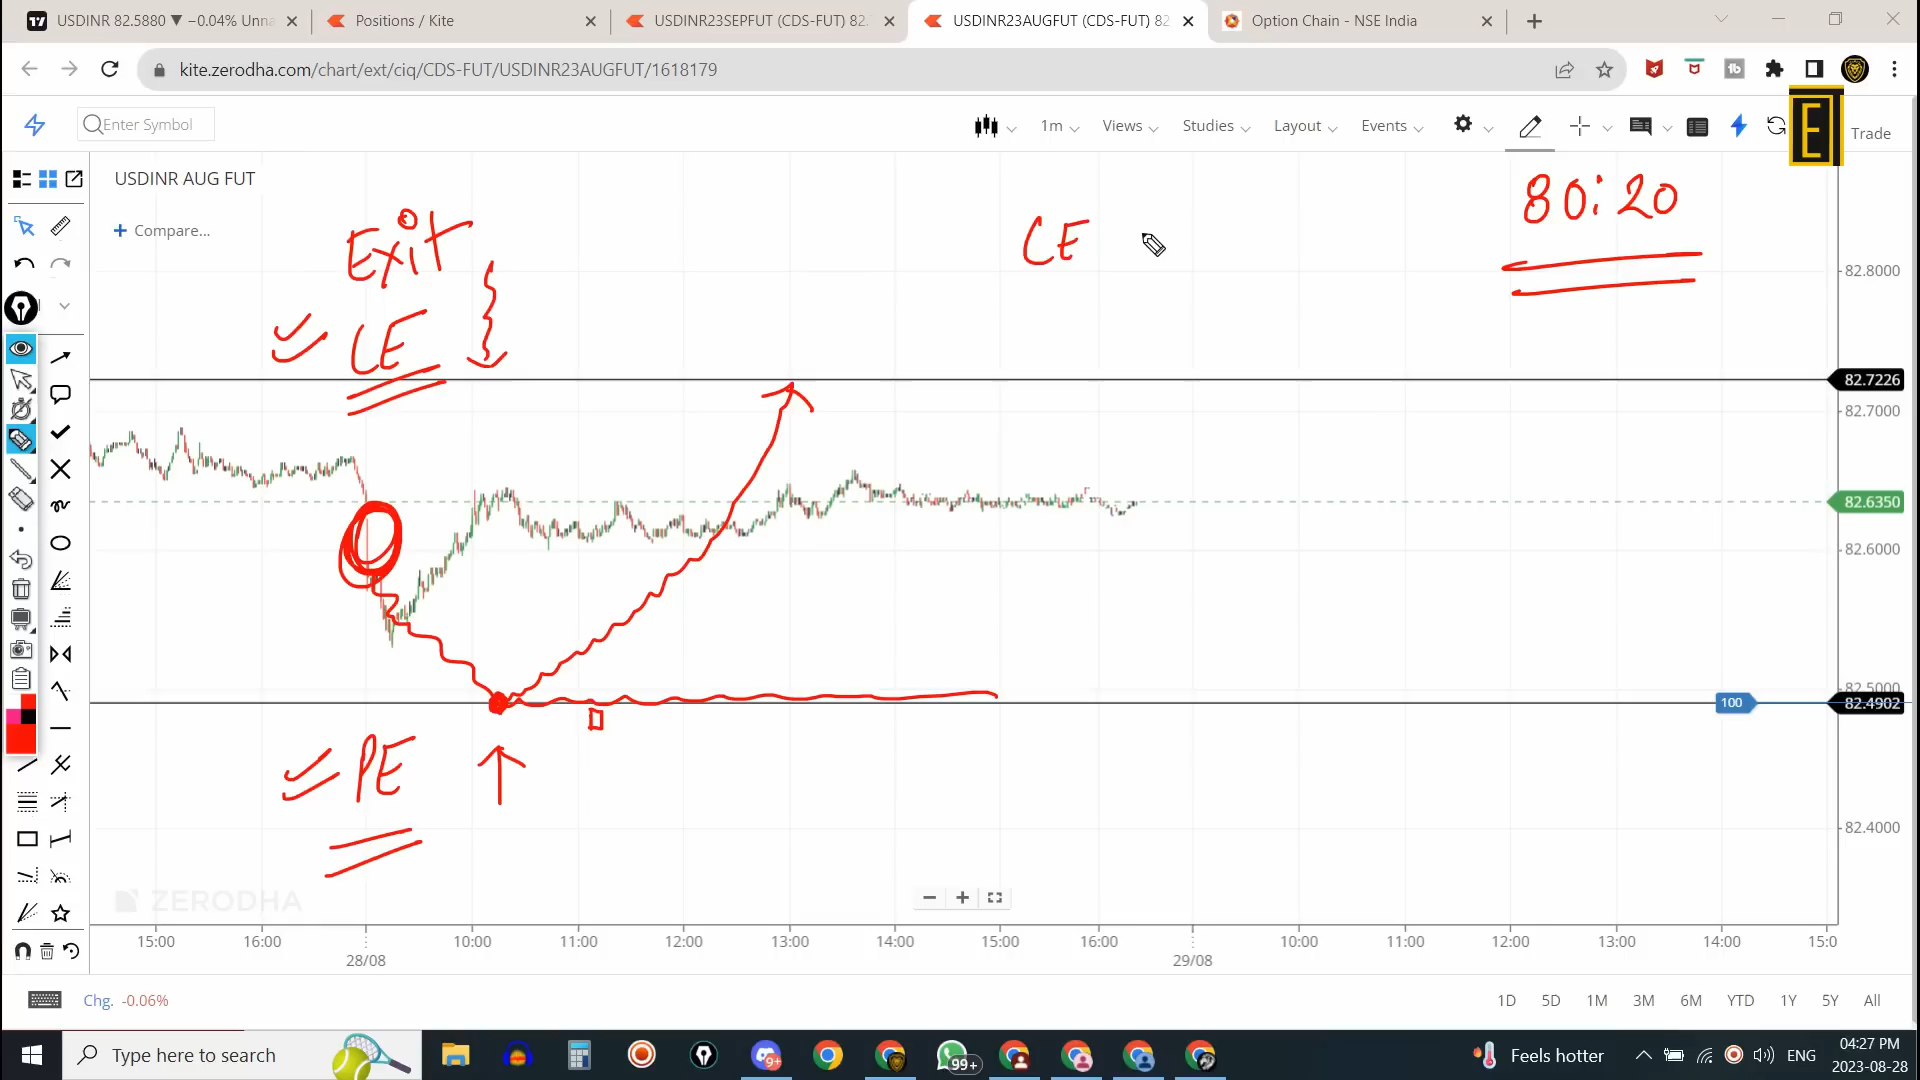 USDINR 82.5880 ▼ −0.04% Unna
Positions / Kite
USDINR23SEPFUT (CDS-FUT) 82.
USDINR23AUGFUT (CDS-FUT) 82
Option Chain - NSE India
kite.zerodha.com/chart/ext/ciq/CDS-FUT/USDINR23AUGFUT/1618179
Enter Symbol
1m
Views
Studies
Layout
Events
E
Trade
USDINR AUG FUT
Compare...
Exit
CE
CE
80:20
82.8000
82.7226
82.7000
82.6350
82.6000
82.5000
100
82.4902
PE
82.4000
ZERODHA
15:00 16:00 10:00 11:00 12:00 13:00 14:00 15:00 16:00 10:00 11:00 12:00 13:00 14:00 15:0
28/08 29/08
Chg. -0.06%
1D 5D 1M 3M 6M YTD 1Y 5Y All
Type here to search
9+
99+
Feels hotter
ENG
04:27 PM
2023-08-28